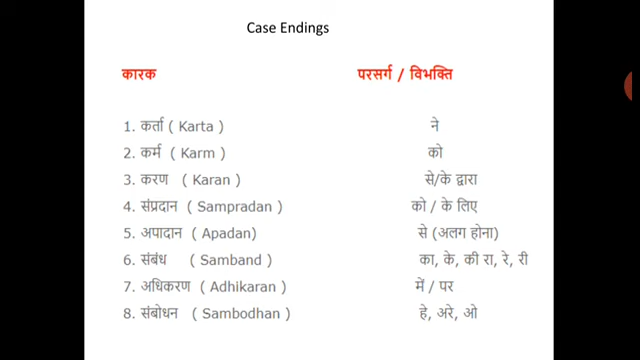 Case Endings
कारक परसर्ग / विभक्ति
1. कर्ता ( Karta ) ने
2. कर्म ( Karm ) को
3. करण ( Karan ) से/के द्वारा
4. संप्रदान ( Sampradan ) को / के लिए
5. अपादान ( Apadan) से (अलग होना)
6. संबंध ( Samband ) का, के, की रा, रे, री
7. अधिकरण ( Adhikaran ) में / पर
8. संबोधन ( Sambodhan ) हे, अरे, ओ